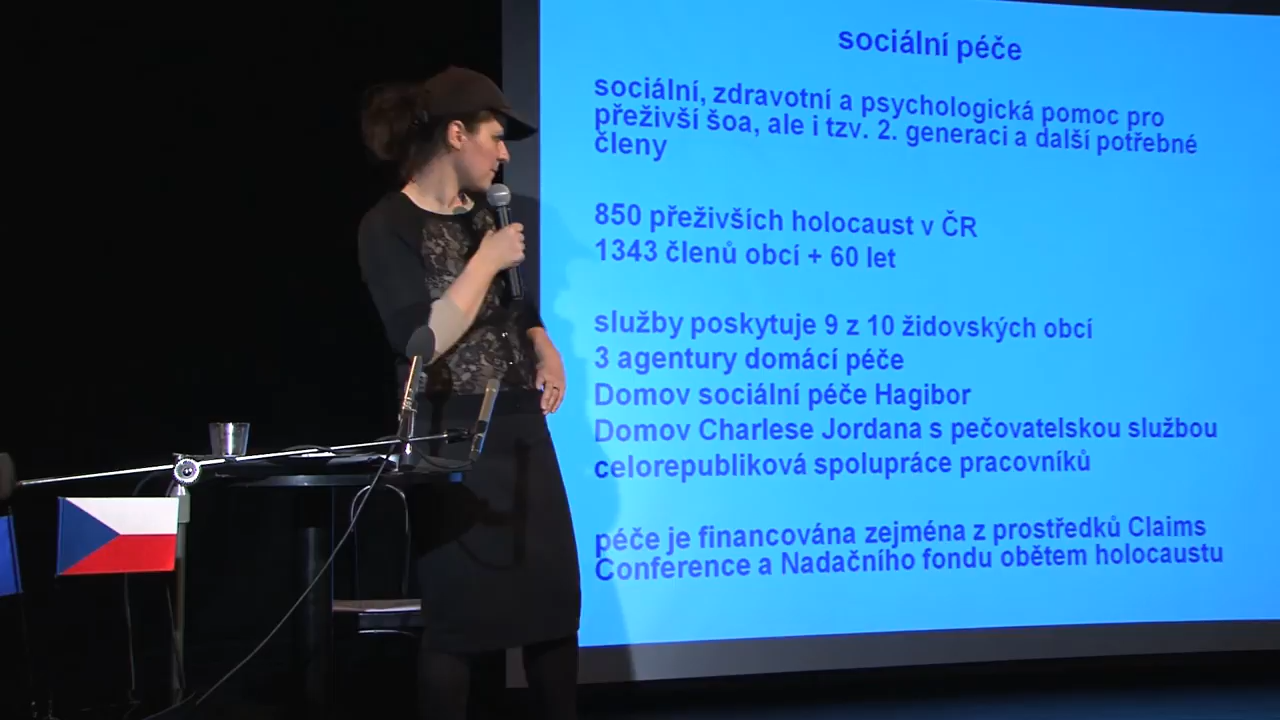 sociální péče
sociální, zdravotní a psychologická pomoc pro
přeživší šoa, ale i tzv. 2. generaci a další potřebné
členy
850 přeživších holocaust v ČR
1343 členů obcí + 60 let
služby poskytuje 9 z 10 židovských obcí
3 agentury domácí péče
Domov sociální péče Hagibor
Domov Charlese Jordana s pečovatelskou službou
celorepubliková spolupráce pracovníků
péče je financována zejména z prostředků Claims
Conference a Nadačního fondu obětem holocaustu